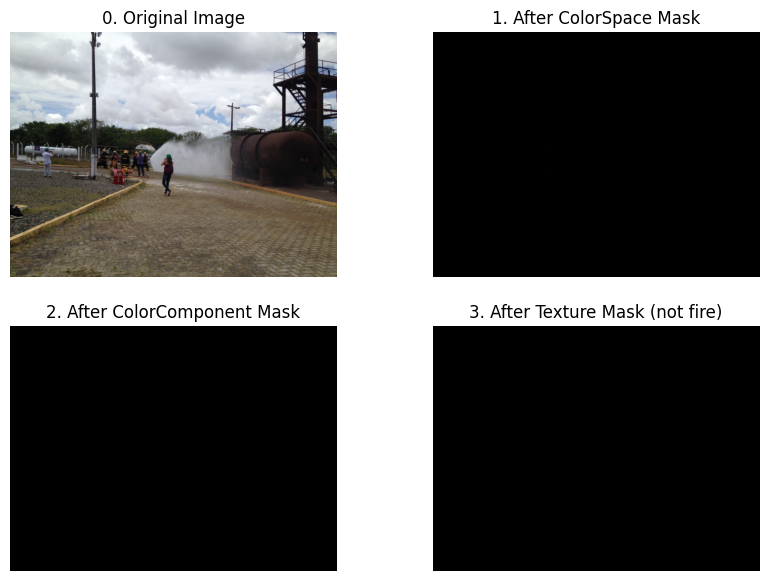 0. Original Image
1. After ColorSpace Mask
2. After ColorComponent Mask
3. After Texture Mask (not fire)